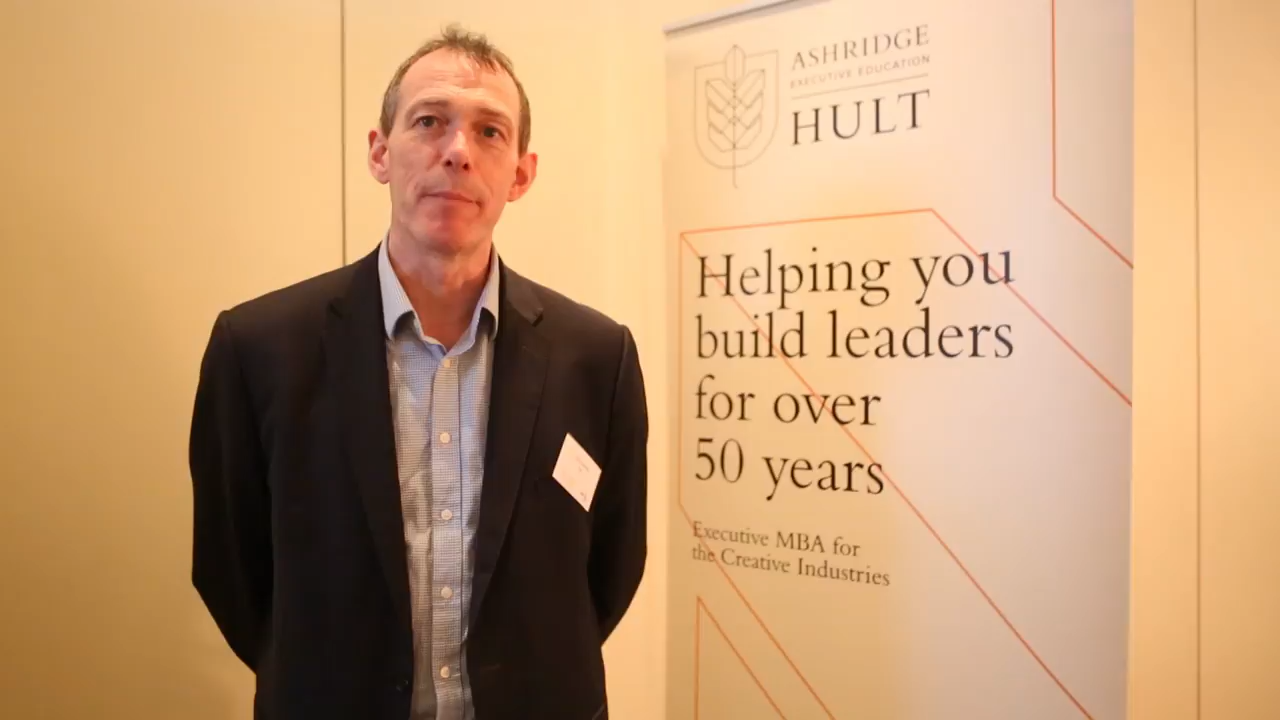 ASHRIDGE
EXECUTIVE EDUCATION
HULT
Helping you
build leaders
for over
50 years
Executive MBA for
the Creative Industries